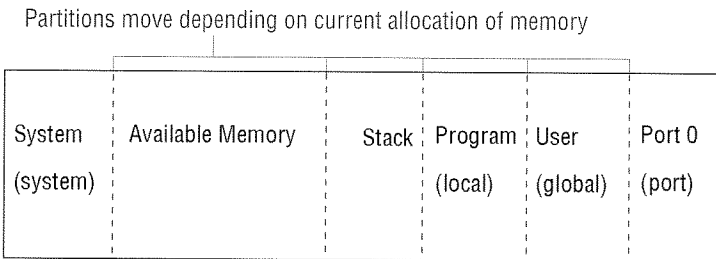 Partitions move depending on current allocation of memory
System Available Memory Stack Program User Port 0
(system) (local) (global) (port)